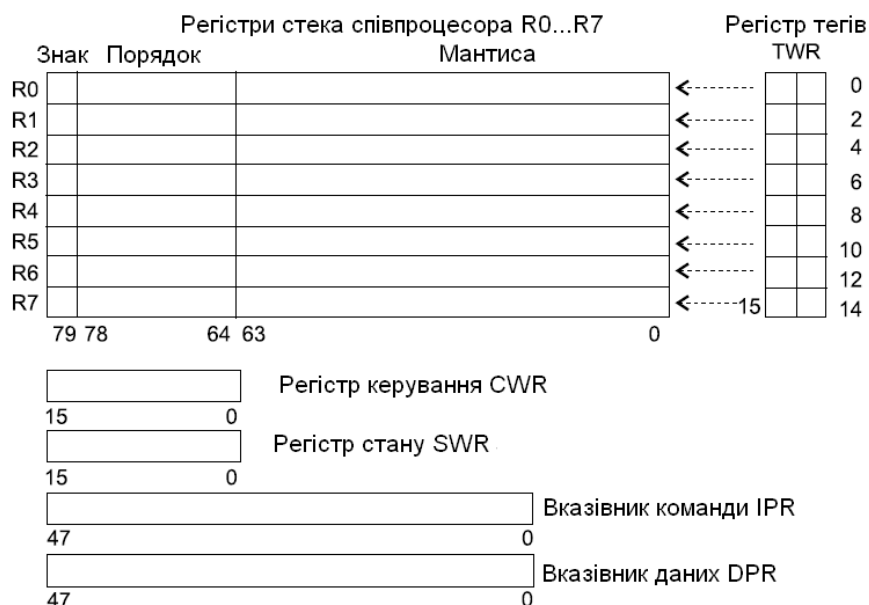 Регістри стека співпроцесора R0...R7 Регістр тегів
Знак Порядок Мантиса TWR
R0 0
R1 2
R2 4
R3 6
R4 8
R5 10
R6 12
R7 15 14
79 78 64 63 0
Регістр керування CWR
15 0
Регістр стану SWR
15 0
Вказівник команди IPR
47 0
Вказівник даних DPR
47 0